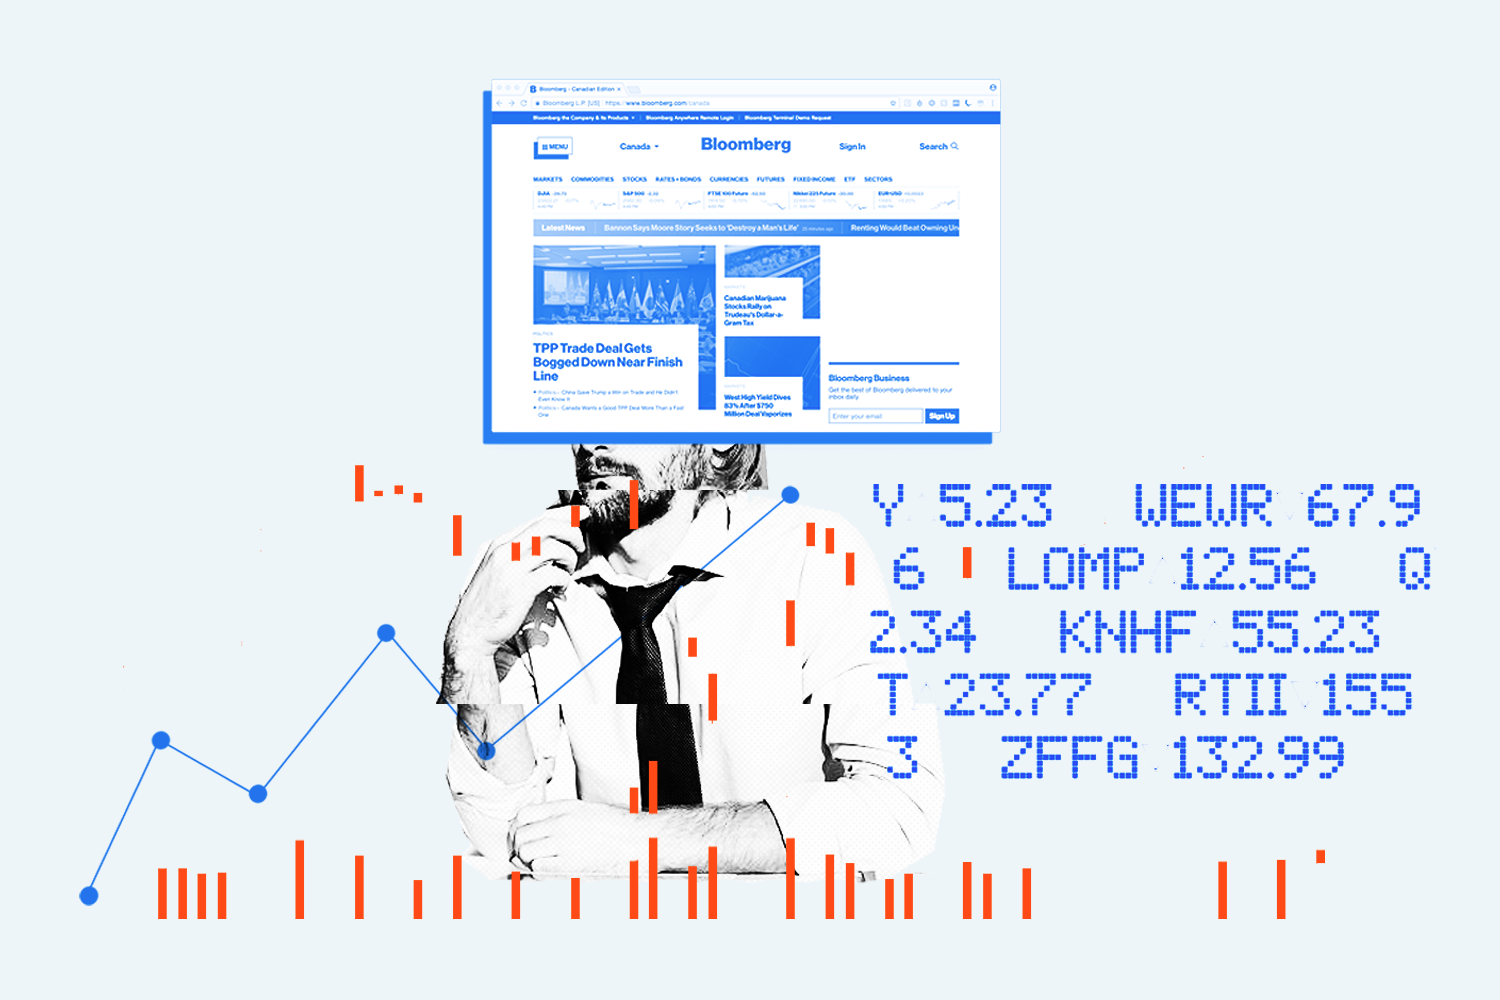 Bloomberg - Canadian Edition ×
Bloomberg L.P. [US] https://www.bloomberg.com/canada
Bloomberg the Company & Its Products ▾ | Bloomberg Anywhere Remote Login | Bloomberg Terminal Demo Request
MENU Canada Bloomberg Sign In Search
MARKETS COMMODITIES STOCKS RATES + BONDS CURRENCIES FUTURES FIXED INCOME ETF SECTORS
DJIA S&P 500 FTSE 100 Future Nikkei 225 Future EUR-USD
Latest News Bannon Says Moore Story Seeks to 'Destroy a Man's Life' 25 minutes ago Renting Would Beat Owning Un
POLITICS
TPP Trade Deal Gets
Bogged Down Near Finish
Line
Politics – China Gave Trump a Win on Trade and He Didn't
Even Know It
Politics – Canada Wants a Good TPP Deal More Than a Fast
One
MARKETS
Canadian Marijuana
Stocks Rally on
Trudeau's Dollar-a-
Gram Tax
MARKETS
West High Yield Dives
83% After $750
Million Deal Vaporizes
Bloomberg Business
Get the best of Bloomberg delivered to your
inbox daily.
Enter your email Sign Up
Y 5.23 WEWR 67.9
6 LOMP 12.56 Q
2.34 KNHF 55.23
T 23.77 RTII 155
.3 ZFFG 132.99